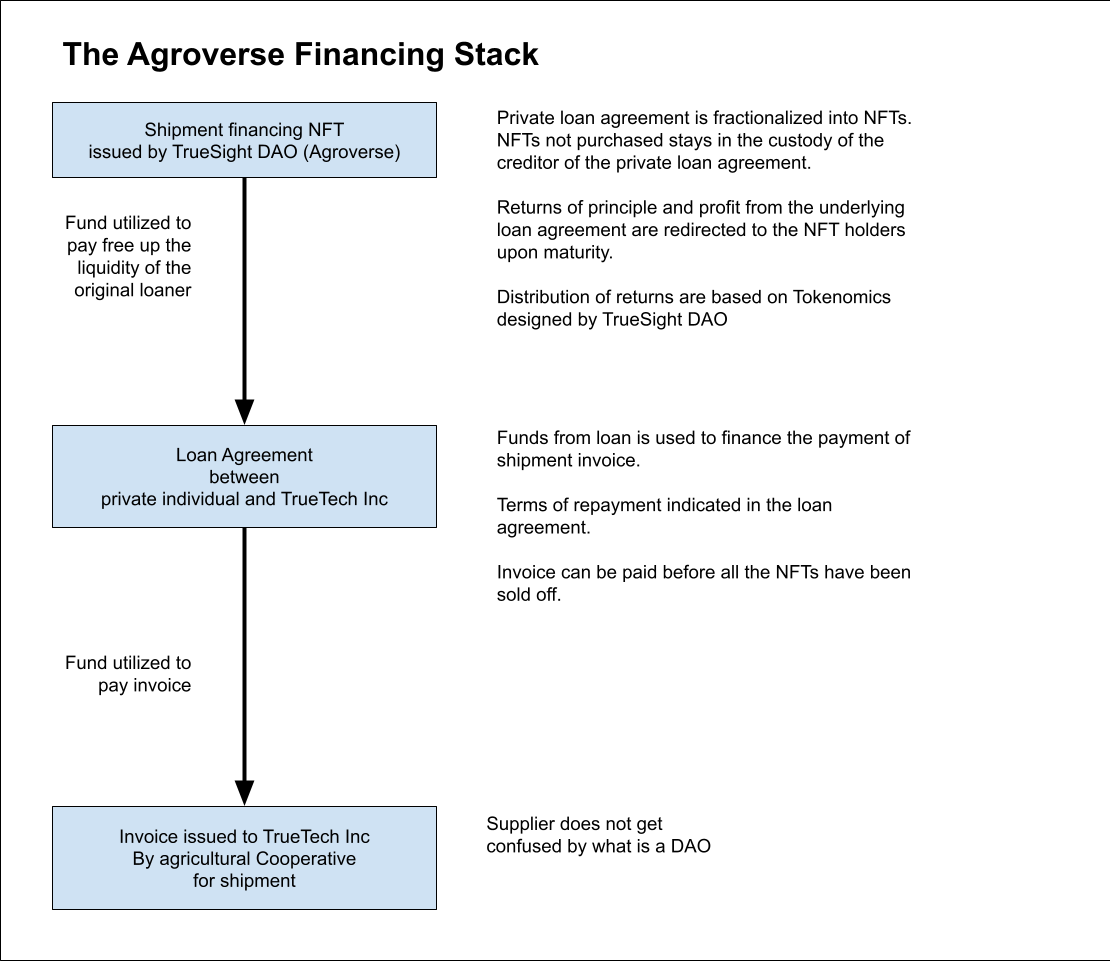 The Agroverse Financing Stack
Shipment financing NFT
issued by TrueSight DAO (Agroverse)
Private loan agreement is fractionalized into NFTs.
NFTs not purchased stays in the custody of the
creditor of the private loan agreement.
Returns of principle and profit from the underlying
loan agreement are redirected to the NFT holders
upon maturity.
Distribution of returns are based on Tokenomics
designed by TrueSight DAO
Fund utilized to
pay free up the
liquidity of the
original loaner
Loan Agreement
between
private individual and TrueTech Inc
Funds from loan is used to finance the payment of
shipment invoice.
Terms of repayment indicated in the loan
agreement.
Invoice can be paid before all the NFTs have been
sold off.
Fund utilized to
pay invoice
Invoice issued to TrueTech Inc
By agricultural Cooperative
for shipment
Supplier does not get
confused by what is a DAO